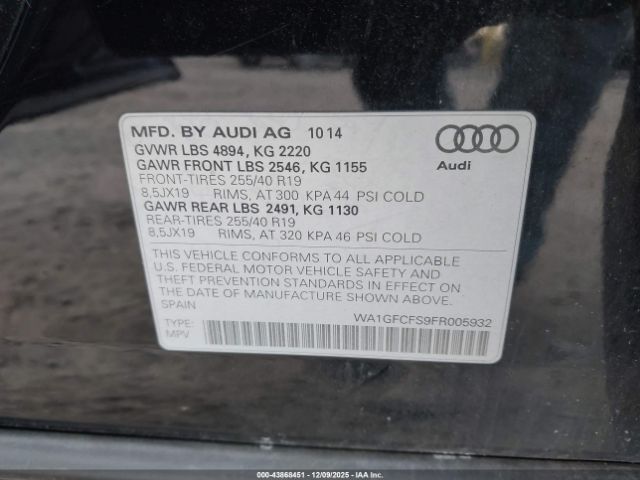 MFD. BY AUDI AG 10 14
GVWR LBS 4894, KG 2220
GAWR FRONT LBS 2546, KG 1155
FRONT-TIRES 255/40 R19
8,5JX19 RIMS, AT 300 KPA 44 PSI COLD
GAWR REAR LBS 2491, KG 1130
REAR-TIRES 255/40 R19
8,5JX19 RIMS, AT 320 KPA 46 PSI COLD
THIS VEHICLE CONFORMS TO ALL APPLICABLE
U.S. FEDERAL MOTOR VEHICLE SAFETY AND
THEFT PREVENTION STANDARDS IN EFFECT ON
THE DATE OF MANUFACTURE SHOWN ABOVE.
SPAIN
WA1GFCFS9FR005932
TYPE:
MPV
Audi
000-43868451 | 12/09/2025 | IAAI.COM